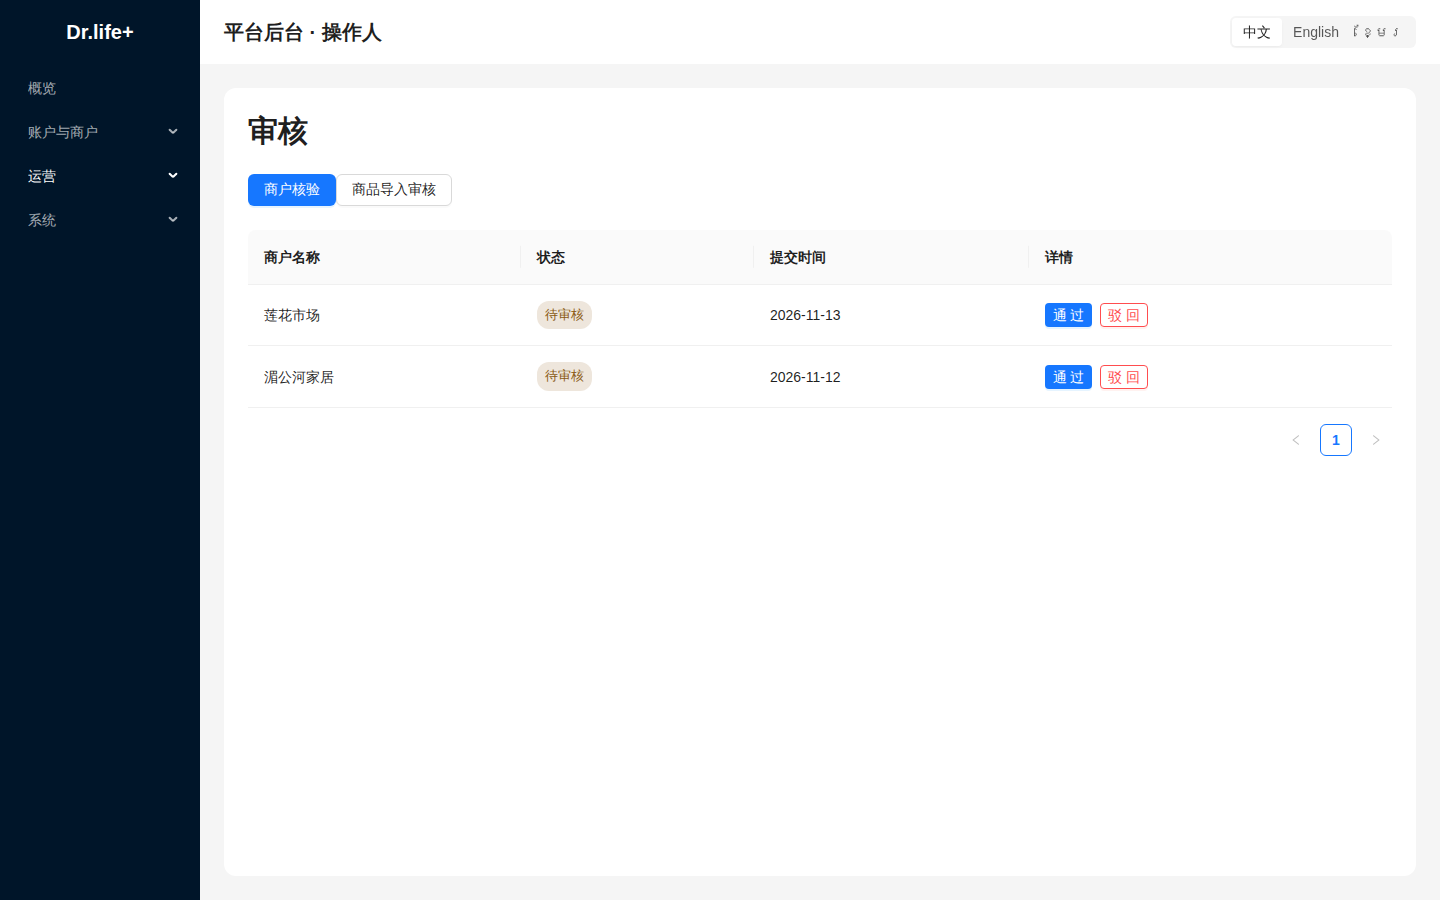 Dr.life+
概览
账户与商户
运营
系统
平台后台 · 操作人
中文 English ខ្មែរ
审核
商户核验 商品导入审核
商户名称 状态 提交时间 详情
莲花市场 待审核 2026-11-13 通过 驳回
湄公河家居 待审核 2026-11-12 通过 驳回
1